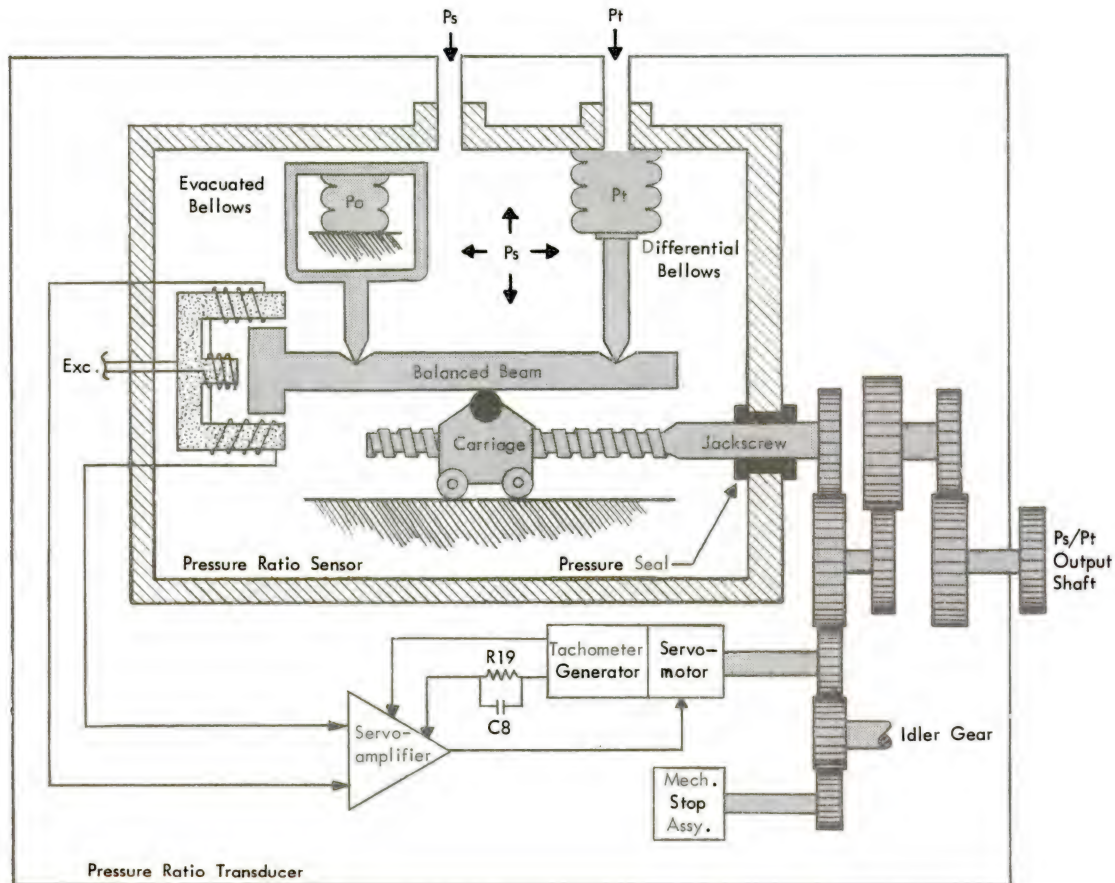 Ps
Pt
Evacuated
Bellows
Po
Pt
Ps
Differential
Bellows
Exc.
Balanced Beam
Carriage
Jackscrew
Pressure Ratio Sensor
Pressure Seal
Ps/Pt
Output
Shaft
Tachometer
Generator
Servo-
motor
R19
C8
Servo-
amplifier
Idler Gear
Mech.
Stop
Assy.
Pressure Ratio Transducer